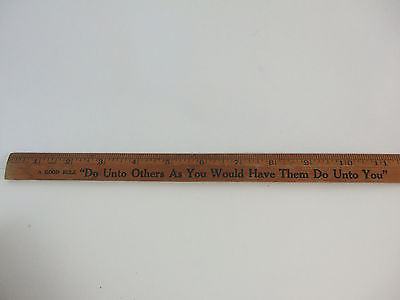 1 2 3 4 5 6 7 8 9 10 11
A GOOD RULE "Do Unto Others As You Would Have Them Do Unto You"